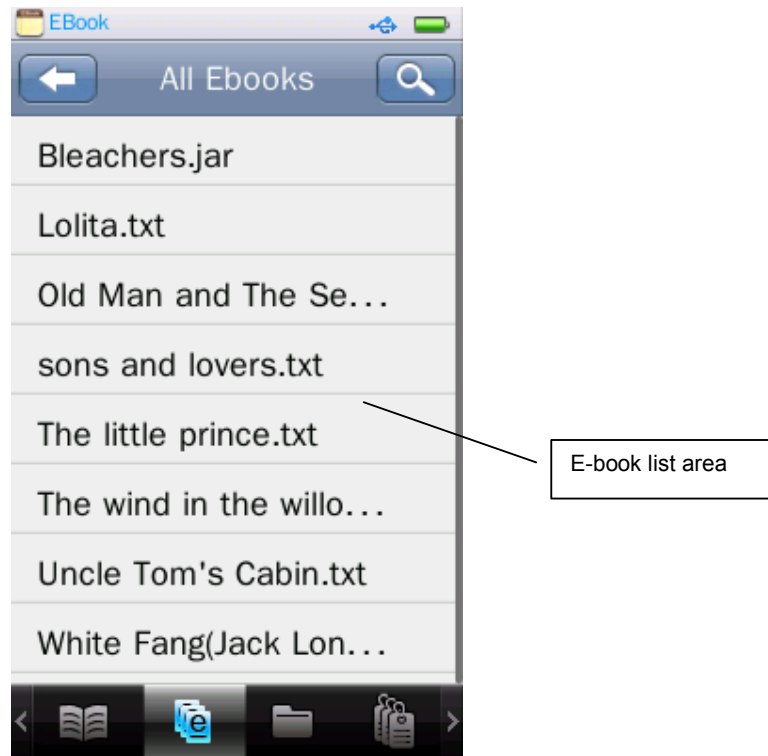 EBook
All Ebooks
Bleachers.jar
Lolita.txt
Old Man and The Se...
sons and lovers.txt
The little prince.txt
The wind in the willo...
Uncle Tom's Cabin.txt
White Fang(Jack Lon...
E-book list area